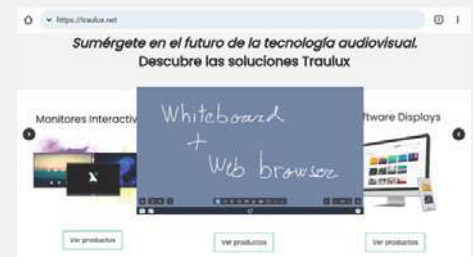 https://traulux.net
Sumérgete en el futuro de la tecnología audiovisual.
Descubre las soluciones Traulux
Monitores Interactiv
ftware Displays
Whiteboard
+
Web browser
Ver productos
Ver productos
Ver productos